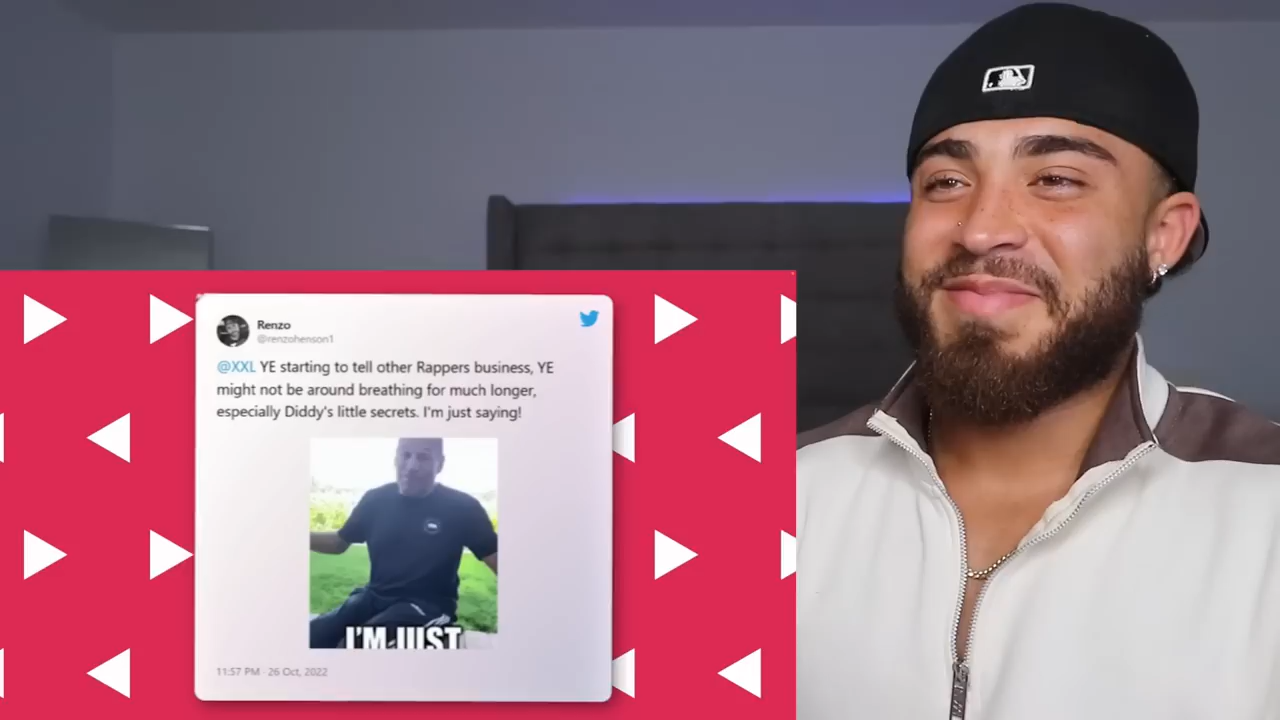 Renzo
@renzohenson1
@XXL YE starting to tell other Rappers business, YE
might not be around breathing for much longer,
especially Diddy's little secrets. I'm just saying!
I'M JUST
11:57 PM · 26 Oct, 2022